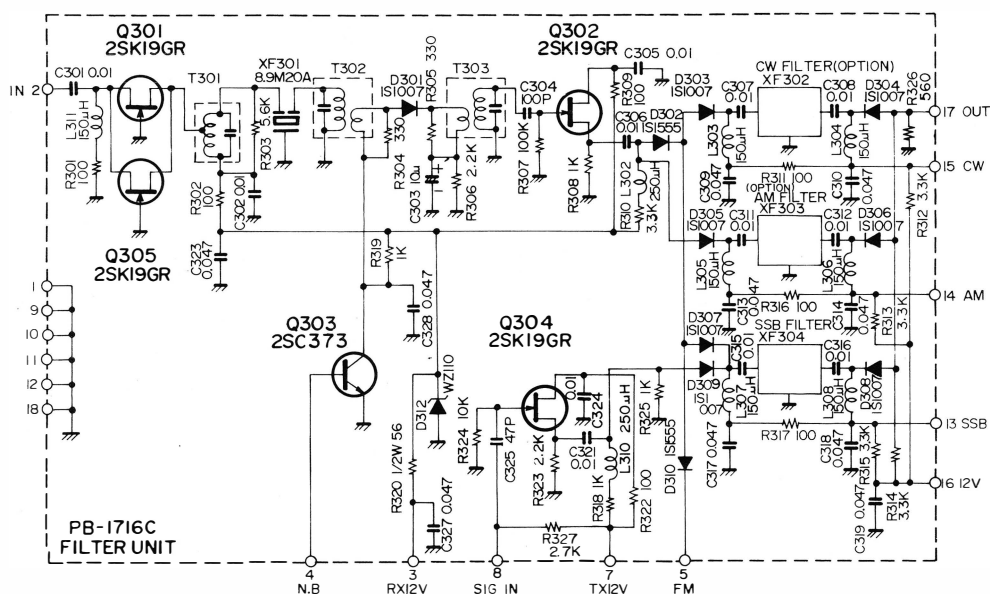 Q301
2SK19GR
C301 0.01
IN 2
L311
150µH
R301
100
Q305
2SK19GR
T301
XF301
8.9M20A
5.6K
R303
R302
100
C302 0.01
C323
0.047
T302
D301
IS1007
R305 330
T303
330
R304
C303 10µ
+
R306 2.2K
C304
100P
R307 100K
Q302
2SK19GR
C305 0.01
R309
100
C306
0.01
D302
IS1555
R308 1K
L302
250µH
R310
3.3K
D303
IS1007
C307
0.01
CW FILTER(OPTION)
XF302
C308
0.01
D304
IS1007
R326
560
17 OUT
L303
150µH
L304
150µH
15 CW
C309
0.047
R311 100
(OPTION)
AM FILTER
XF303
C310
0.047
R312 3.3K
D305
IS1007
C311
0.01
C312
0.01
D306
IS1007
L305
150µH
L306
150µH
14 AM
C313
0.047
R316 100
C314
0.047
R313
3.3K
SSB FILTER
XF304
D307
IS1007
C315
0.01
C316
0.01
D309
IS1
007
L307
150µH
L308
150µH
D308
IS1007
13 SSB
C317 0.047
R317 100
C318
0.047
R315 3.3K
16 12V
C319 0.047
R314
3.3K
R319
1K
C328 0.047
Q303
2SC373
D312
WZ110
Q304
2SK19GR
R324 10K
C325 47P
R323 2.2K
0.01
C324
C321
0.01
L310 250µH
R325 1K
D310 IS1555
R318 1K
R322 100
R320 1/2W 56
C327 0.047
R327
2.7K
1
9
10
11
12
18
PB-1716C
FILTER UNIT
4
N.B
3
RX12V
8
SIG IN
7
TX12V
5
FM